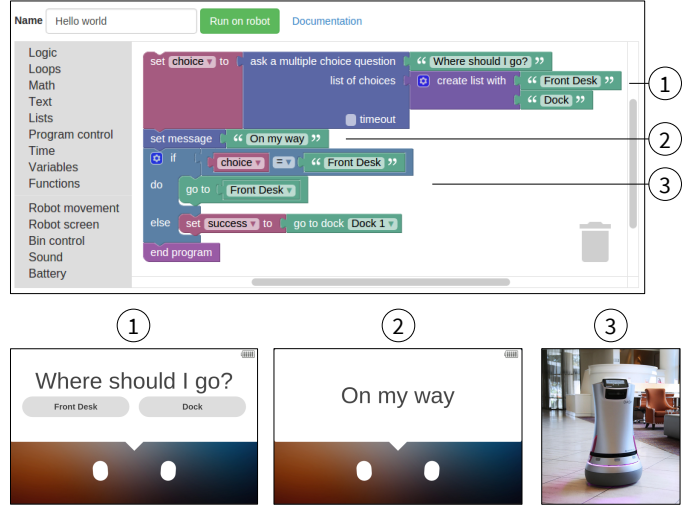 Name Hello world Run on robot Documentation
Logic
Loops
Math
Text
Lists
Program control
Time
Variables
Functions
Robot movement
Robot screen
Bin control
Sound
Battery
set choice ▾ to ask a multiple choice question “ Where should I go? ”
list of choices create list with “ Front Desk ”
“ Dock ”
timeout
set message “ On my way ”
if choice ▾ = ▾ “ Front Desk ”
do go to Front Desk ▾
else set success ▾ to go to dock Dock 1 ▾
end program
1
2
3
1
2
3
Where should I go?
Front Desk Dock
On my way